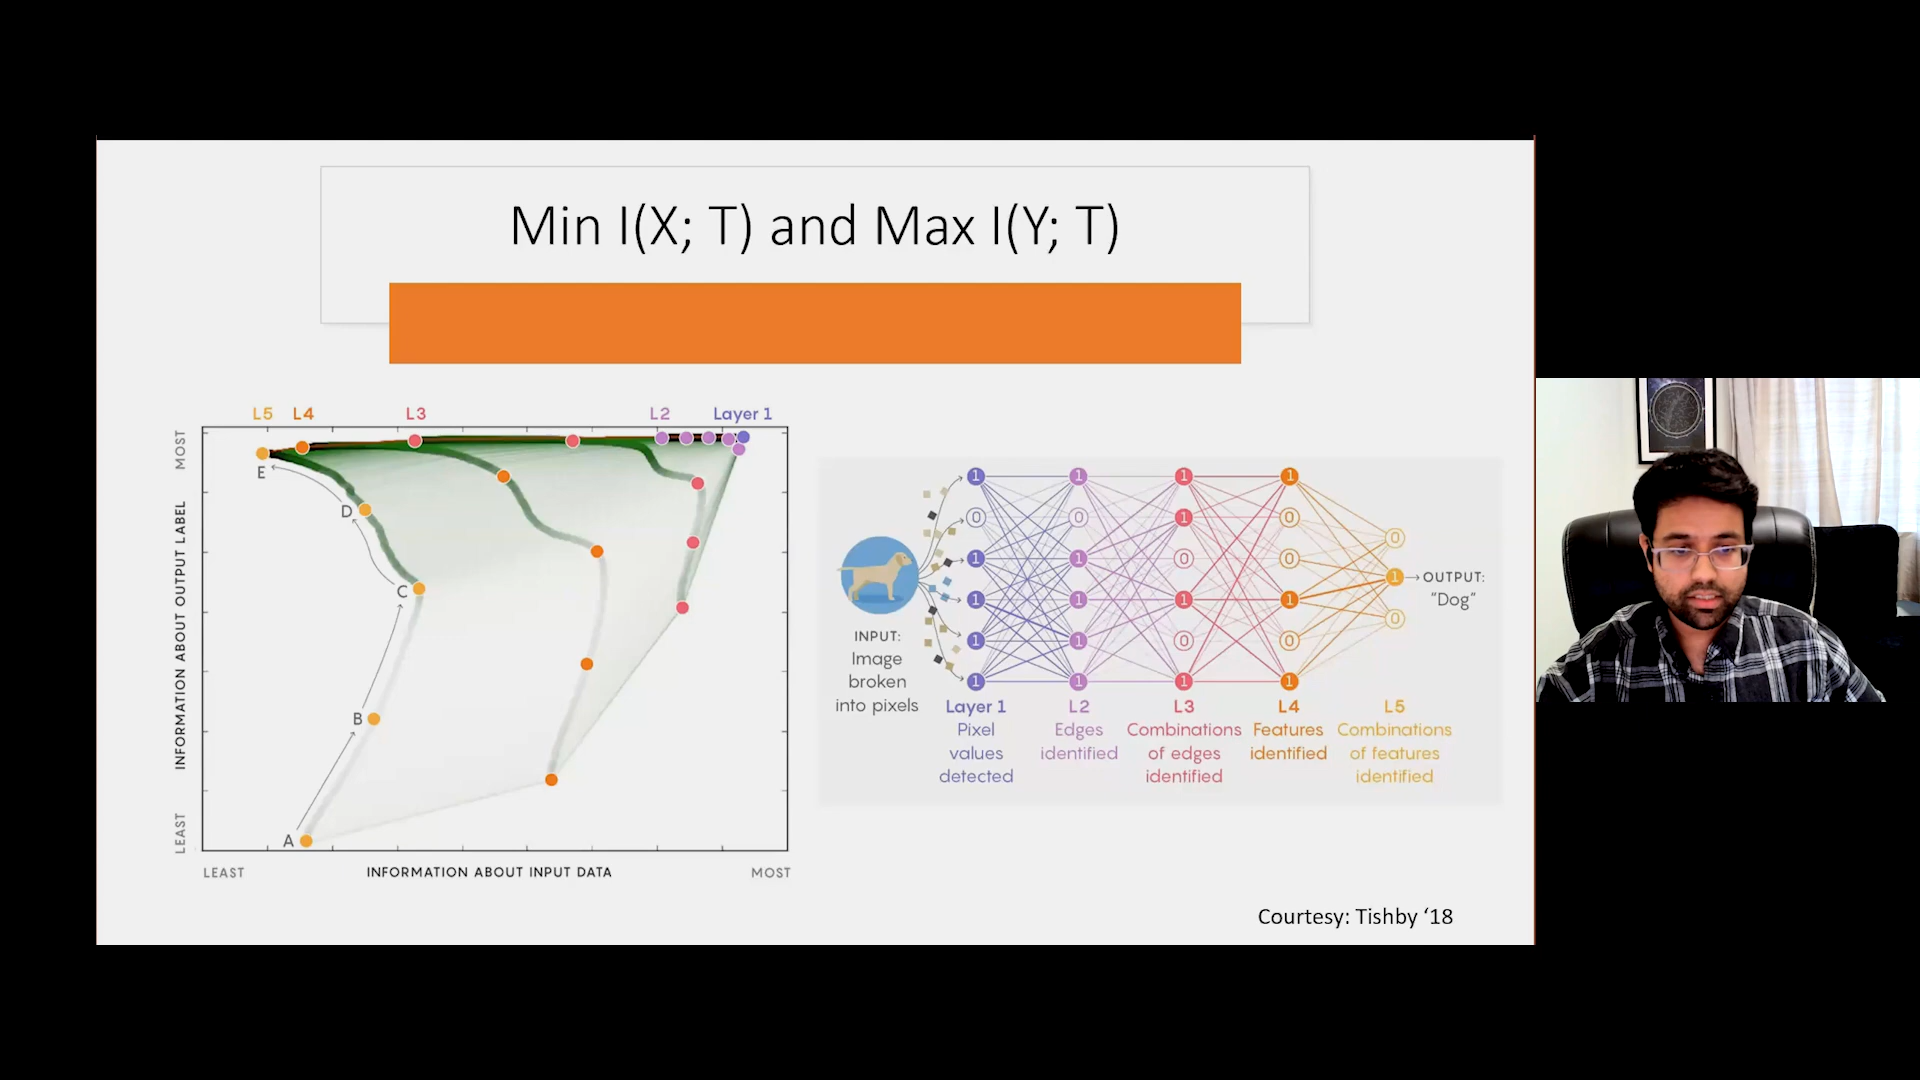 Min I(X; T) and Max I(Y; T)
L5 L4 L3 L2 Layer 1
MOST
INFORMATION ABOUT OUTPUT LABEL
LEAST
E
D
C
B
A
LEAST INFORMATION ABOUT INPUT DATA MOST
1 1 1 1
0 0 1 0
0
1 1 0 0
1 OUTPUT:
"Dog"
1 1 1 1
0
1 1 0 0
1 1 1 1
INPUT:
Image
broken
into pixels
Layer 1
Pixel
values
detected
L2
Edges
identified
L3
Combinations
of edges
identified
L4
Features
identified
L5
Combinations
of features
identified
Courtesy: Tishby ‘18